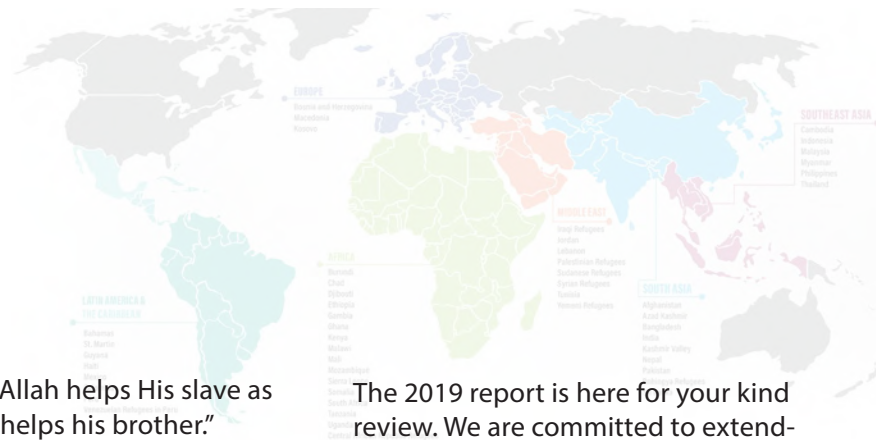 EUROPE
Bosnia and Herzegovina
Macedonia
Kosovo
SOUTHEAST ASIA
Cambodia
Indonesia
Malaysia
Myanmar
Philippines
Thailand
MIDDLE EAST
Iraqi Refugees
Jordan
Lebanon
Palestinian Refugees
Sudanese Refugees
Syrian Refugees
Tunisia
Yemeni Refugees
AFRICA
Burundi
Chad
Djibouti
Ethiopia
Gambia
Ghana
Kenya
Malawi
Mali
Mozambique
SOUTH ASIA
Afghanistan
Azad Kashmir
Bangladesh
India
Kashmir Valley
Nepal
Pakistan
LATIN AMERICA &
THE CARIBBEAN
Bahamas
St. Martin
Guyana
Haiti
Mexico
Allah helps His slave as
helps his brother.”
The 2019 report is here for your kind
review. We are committed to extend-